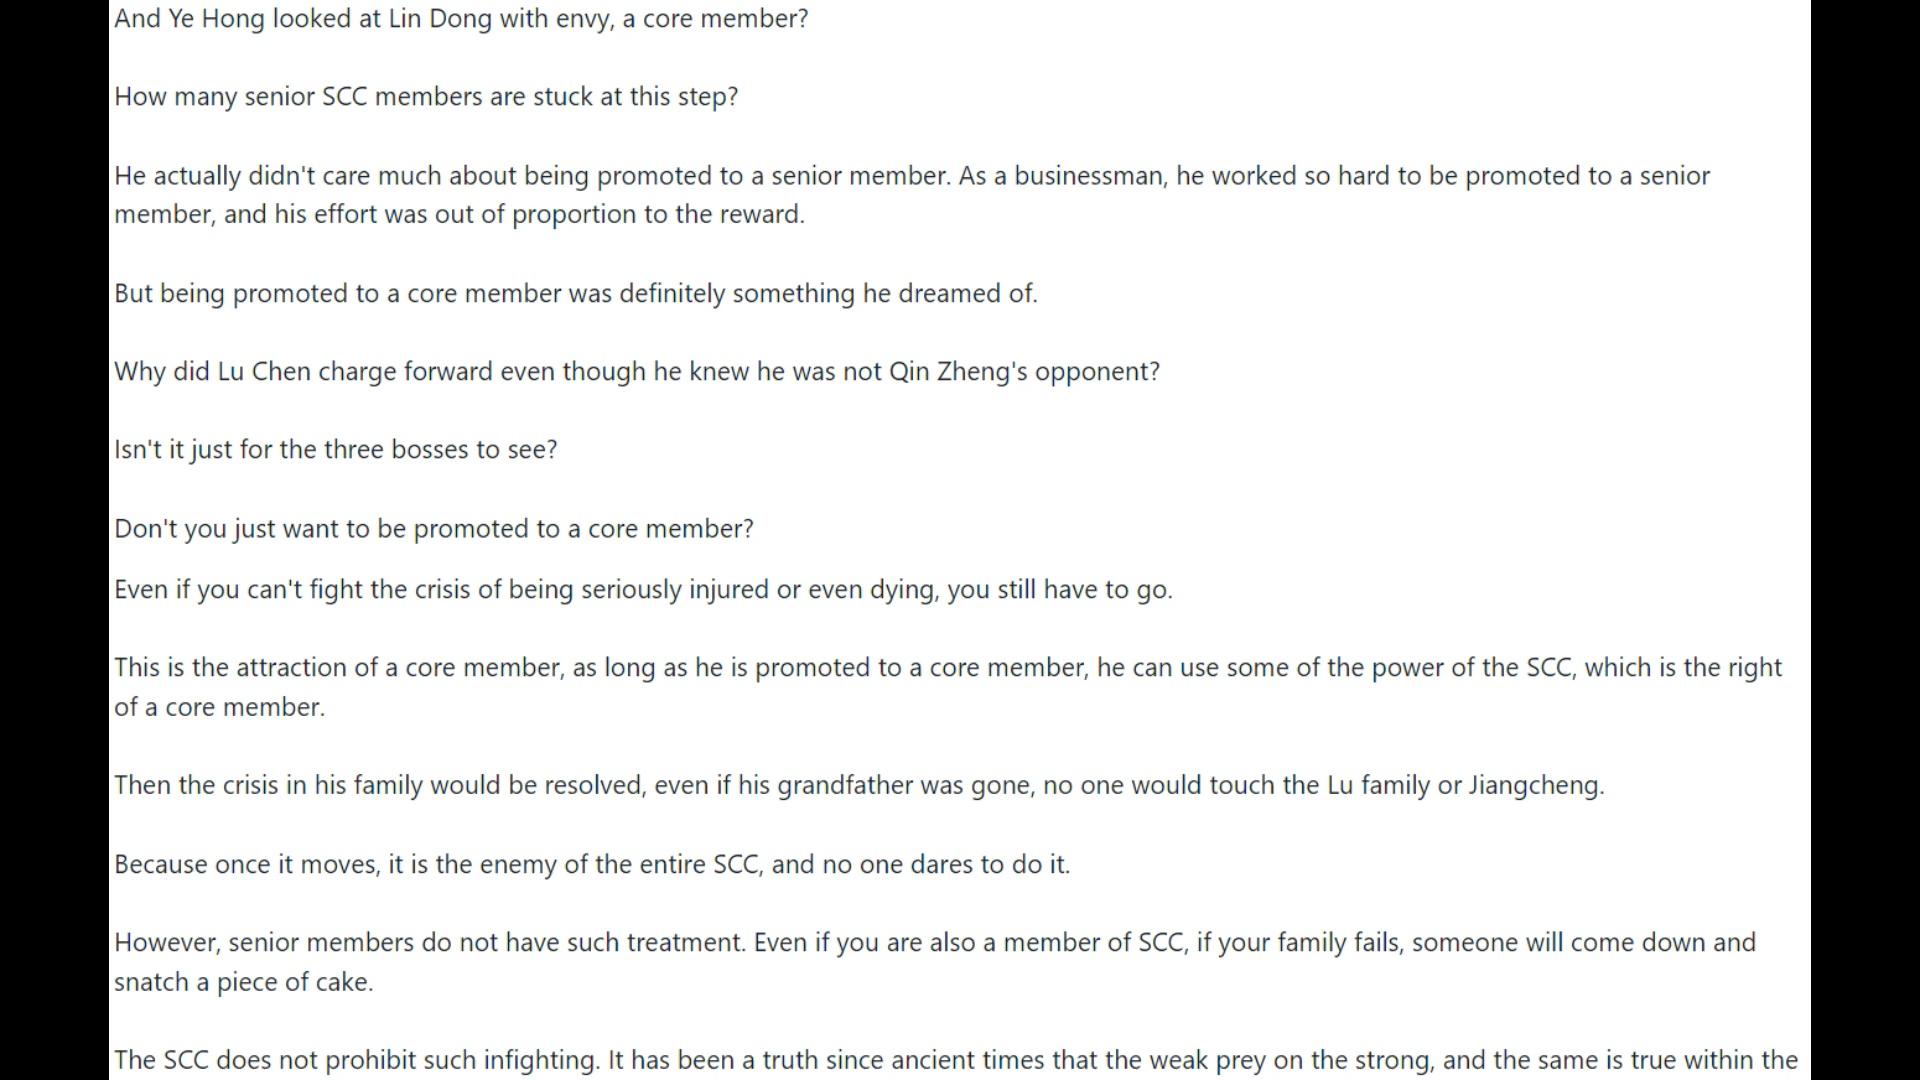 And Ye Hong looked at Lin Dong with envy, a core member?
How many senior SCC members are stuck at this step?
He actually didn't care much about being promoted to a senior member. As a businessman, he worked so hard to be promoted to a senior
member, and his effort was out of proportion to the reward.
But being promoted to a core member was definitely something he dreamed of.
Why did Lu Chen charge forward even though he knew he was not Qin Zheng's opponent?
Isn't it just for the three bosses to see?
Don't you just want to be promoted to a core member?
Even if you can't fight the crisis of being seriously injured or even dying, you still have to go.
This is the attraction of a core member, as long as he is promoted to a core member, he can use some of the power of the SCC, which is the right
of a core member.
Then the crisis in his family would be resolved, even if his grandfather was gone, no one would touch the Lu family or Jiangcheng.
Because once it moves, it is the enemy of the entire SCC, and no one dares to do it.
However, senior members do not have such treatment. Even if you are also a member of SCC, if your family fails, someone will come down and
snatch a piece of cake.
The SCC does not prohibit such infighting. It has been a truth since ancient times that the weak prey on the strong, and the same is true within the